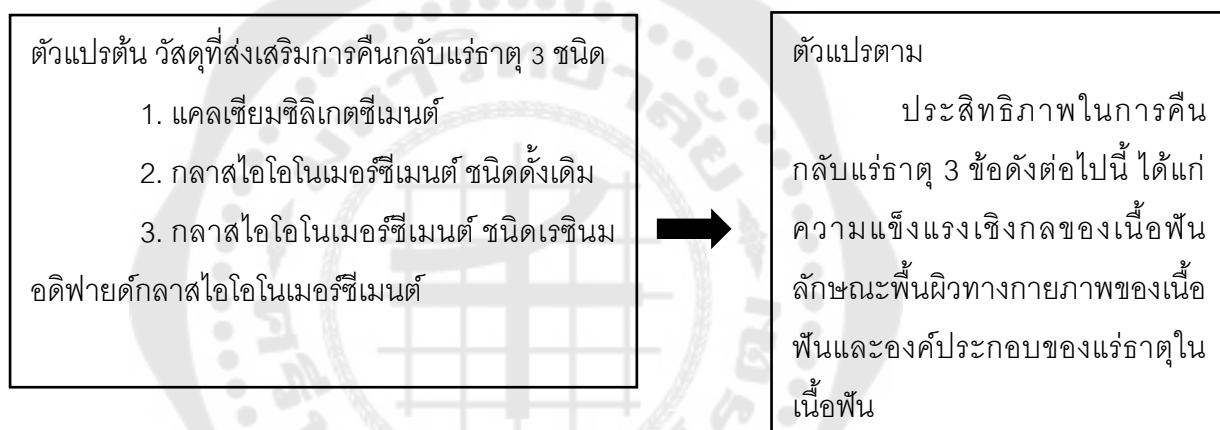 ตัวแปรต้น วัสดุที่ส่งเสริมการคืนกลับแร่ธาตุ 3 ชนิด
1. แคลเซียมซิลิเกตซีเมนต์
2. กลาสไอโอโนเมอร์ซีเมนต์ ชนิดดั้งเดิม
3. กลาสไอโอโนเมอร์ซีเมนต์ ชนิดเรซินม
อดิฟายด์กลาสไอโอโนเมอร์ซีเมนต์
ตัวแปรตาม
ประสิทธิภาพในการคืน
กลับแร่ธาตุ 3 ข้อดังต่อไปนี้ ได้แก่
ความแข็งแรงเชิงกลของเนื้อฟัน
ลักษณะพื้นผิวทางกายภาพของเนื้อ
ฟันและองค์ประกอบของแร่ธาตุใน
เนื้อฟัน